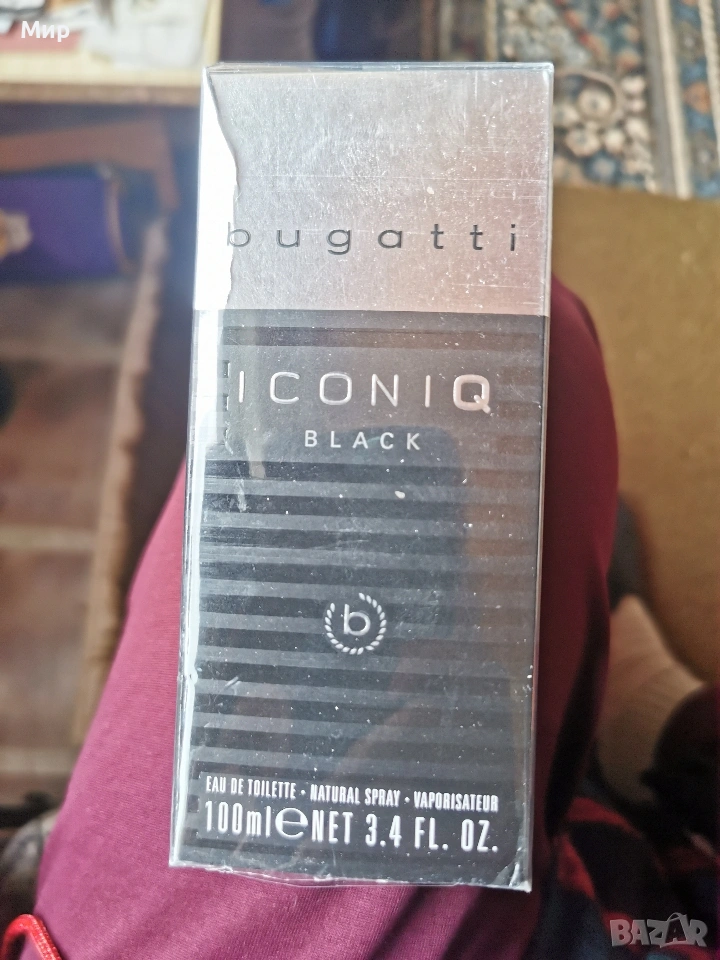 Мир
bugatti
ICONIQ
BLACK
b
EAU DE TOILETTE • NATURAL SPRAY • VAPORISATEUR
100ml e NET 3.4 FL. OZ.
BAZAR